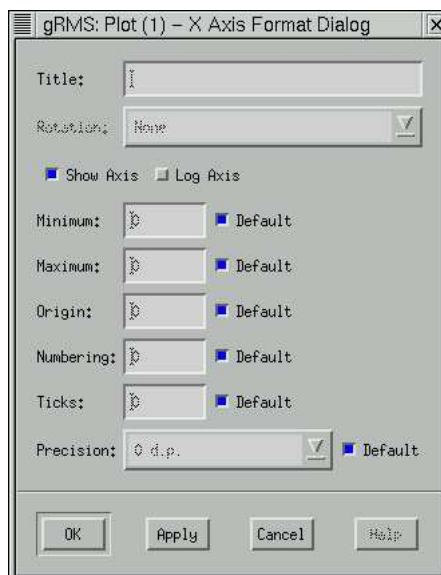 gRMS: Plot (1) – X Axis Format Dialog
Title:
Rotation: None
Show Axis Log Axis
Minimum: 0 Default
Maximum: 0 Default
Origin: 0 Default
Numbering: 0 Default
Ticks: 0 Default
Precision: 0 d.p. Default
OK Apply Cancel Help